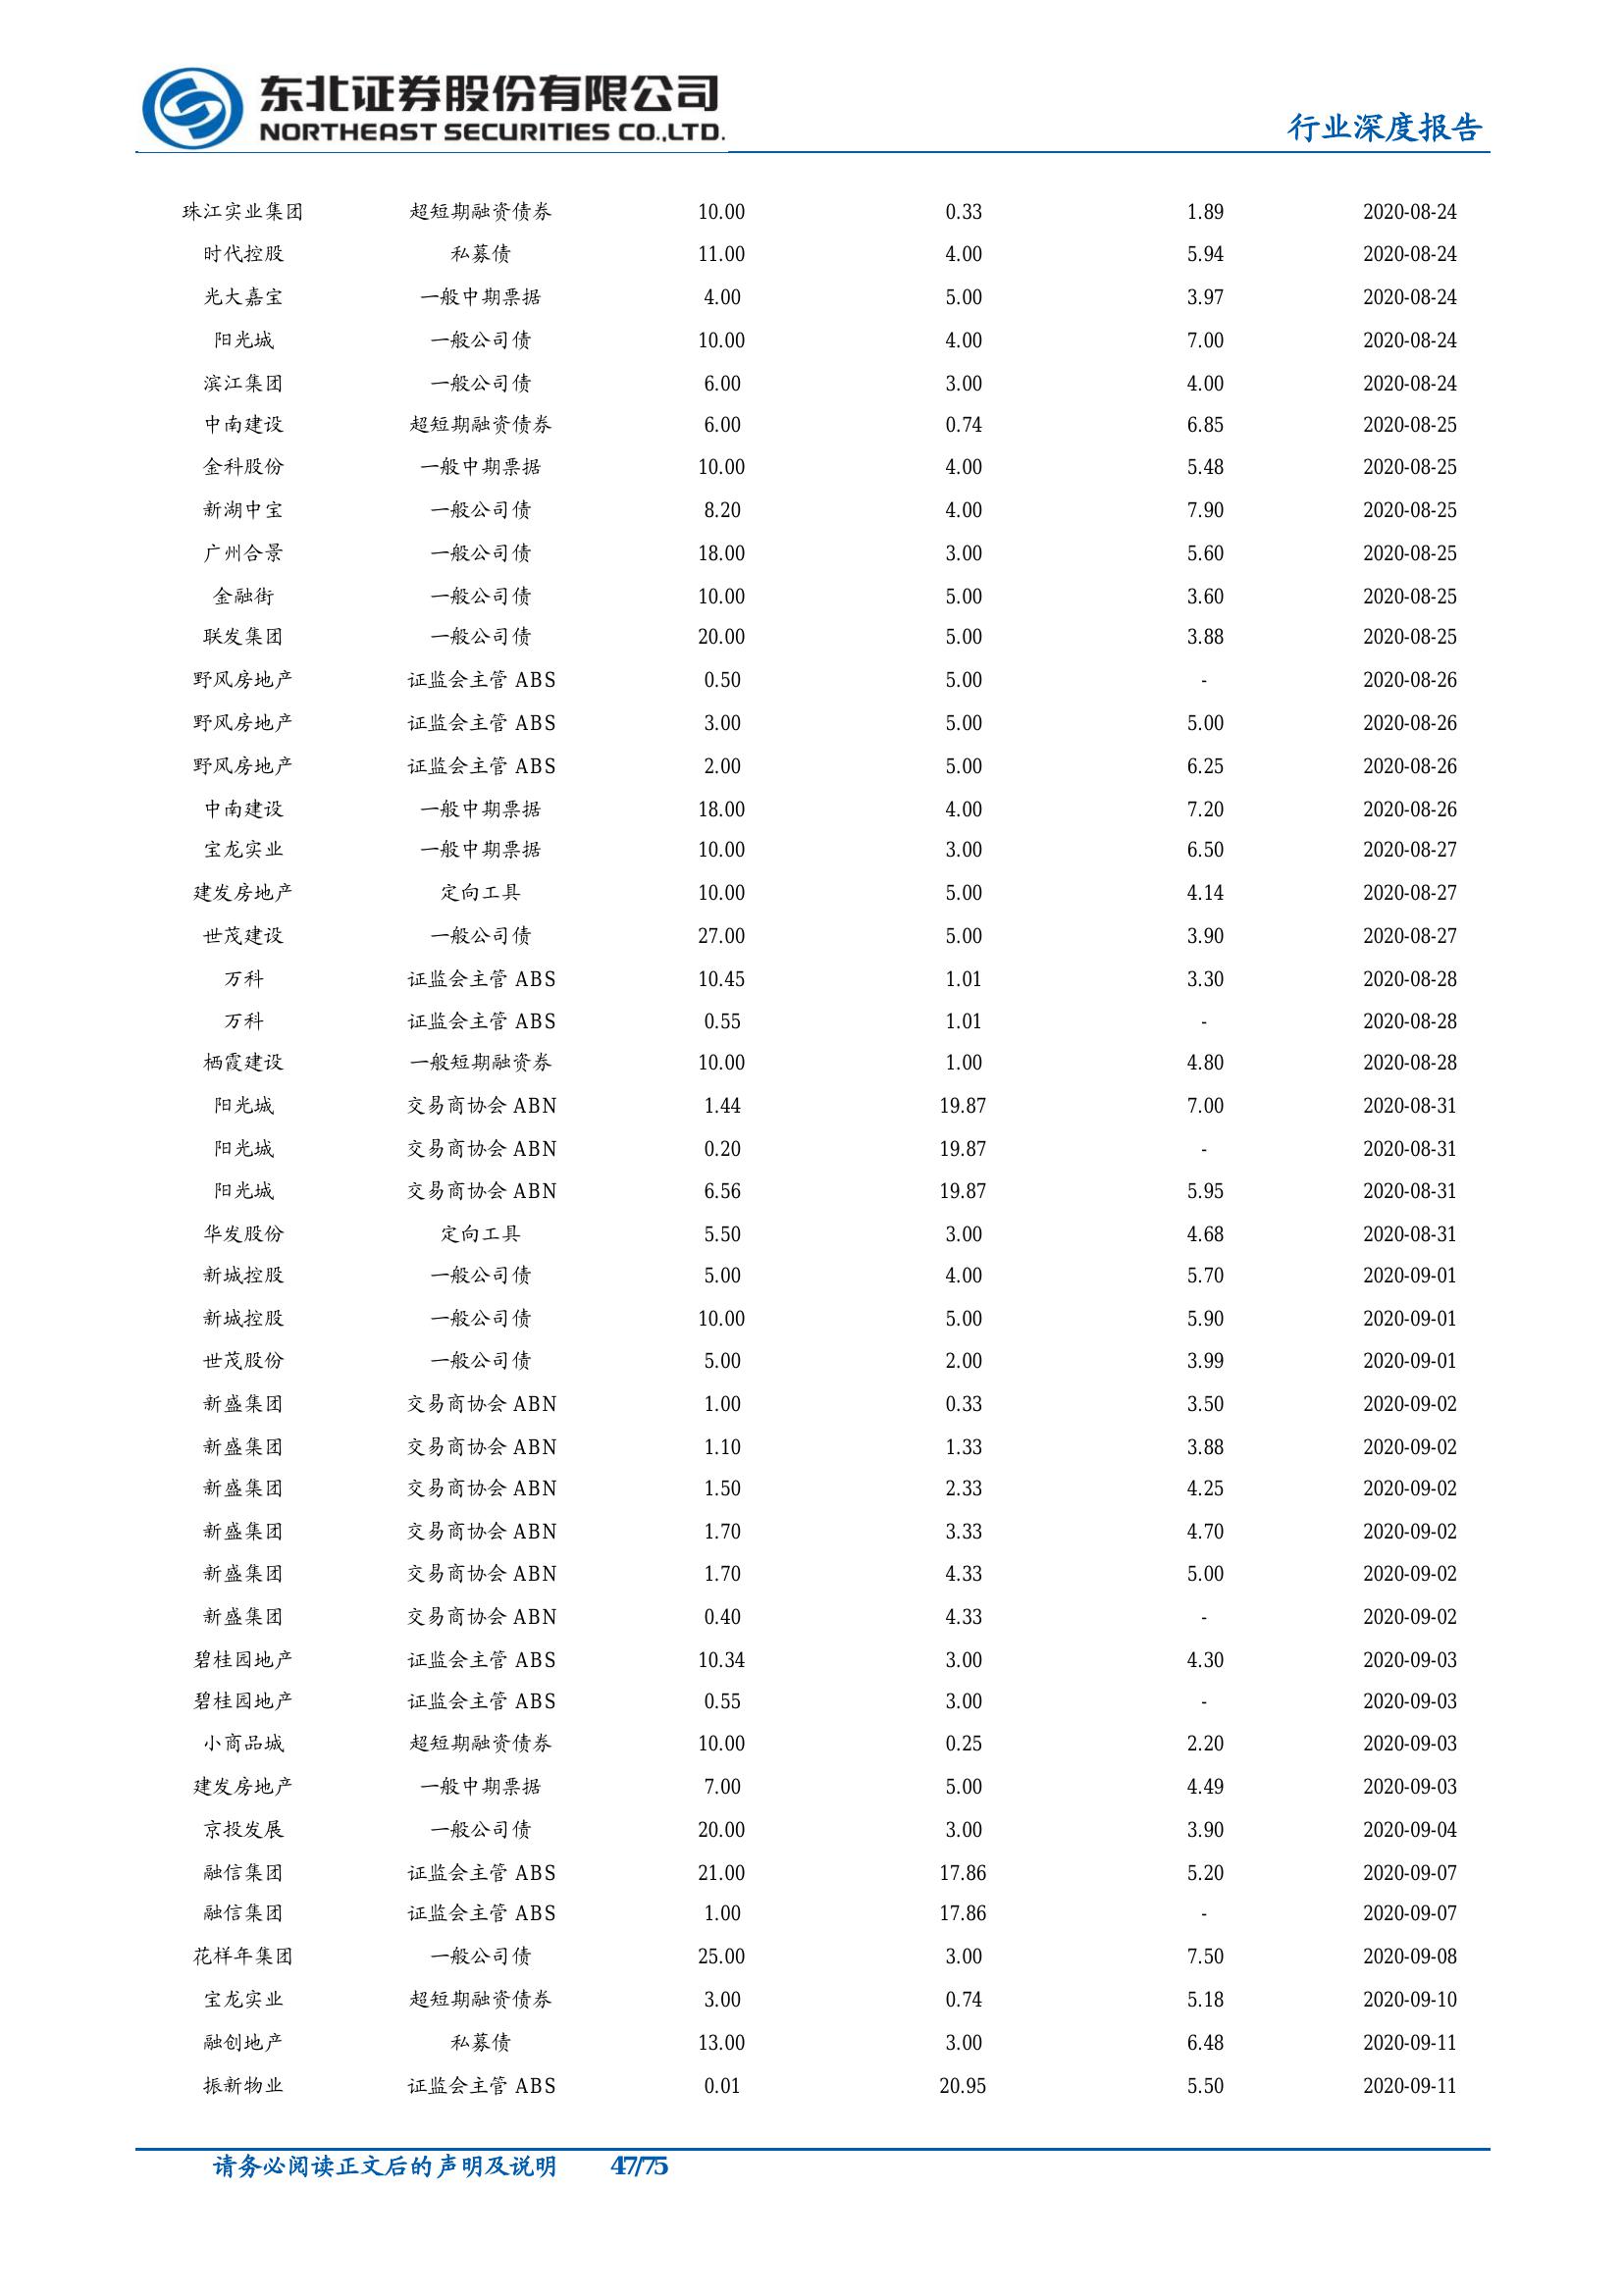 东北证券股份有限公司
NORTHEAST SECURITIES CO.,LTD.
行业深度报告
珠江实业集团 超短期融资债券 10.00 0.33 1.89 2020-08-24
时代控股 私募债 11.00 4.00 5.94 2020-08-24
光大嘉宝 一般中期票据 4.00 5.00 3.97 2020-08-24
阳光城 一般公司债 10.00 4.00 7.00 2020-08-24
滨江集团 一般公司债 6.00 3.00 4.00 2020-08-24
中南建设 超短期融资债券 6.00 0.74 6.85 2020-08-25
金科股份 一般中期票据 10.00 4.00 5.48 2020-08-25
新湖中宝 一般公司债 8.20 4.00 7.90 2020-08-25
广州合景 一般公司债 18.00 3.00 5.60 2020-08-25
金融街 一般公司债 10.00 5.00 3.60 2020-08-25
联发集团 一般公司债 20.00 5.00 3.88 2020-08-25
野风房地产 证监会主管 ABS 0.50 5.00 - 2020-08-26
野风房地产 证监会主管 ABS 3.00 5.00 5.00 2020-08-26
野风房地产 证监会主管 ABS 2.00 5.00 6.25 2020-08-26
中南建设 一般中期票据 18.00 4.00 7.20 2020-08-26
宝龙实业 一般中期票据 10.00 3.00 6.50 2020-08-27
建发房地产 定向工具 10.00 5.00 4.14 2020-08-27
世茂建设 一般公司债 27.00 5.00 3.90 2020-08-27
万科 证监会主管 ABS 10.45 1.01 3.30 2020-08-28
万科 证监会主管 ABS 0.55 1.01 - 2020-08-28
栖霞建设 一般短期融资券 10.00 1.00 4.80 2020-08-28
阳光城 交易商协会 ABN 1.44 19.87 7.00 2020-08-31
阳光城 交易商协会 ABN 0.20 19.87 - 2020-08-31
阳光城 交易商协会 ABN 6.56 19.87 5.95 2020-08-31
华发股份 定向工具 5.50 3.00 4.68 2020-08-31
新城控股 一般公司债 5.00 4.00 5.70 2020-09-01
新城控股 一般公司债 10.00 5.00 5.90 2020-09-01
世茂股份 一般公司债 5.00 2.00 3.99 2020-09-01
新盛集团 交易商协会 ABN 1.00 0.33 3.50 2020-09-02
新盛集团 交易商协会 ABN 1.10 1.33 3.88 2020-09-02
新盛集团 交易商协会 ABN 1.50 2.33 4.25 2020-09-02
新盛集团 交易商协会 ABN 1.70 3.33 4.70 2020-09-02
新盛集团 交易商协会 ABN 1.70 4.33 5.00 2020-09-02
新盛集团 交易商协会 ABN 0.40 4.33 - 2020-09-02
碧桂园地产 证监会主管 ABS 10.34 3.00 4.30 2020-09-03
碧桂园地产 证监会主管 ABS 0.55 3.00 - 2020-09-03
小商品城 超短期融资债券 10.00 0.25 2.20 2020-09-03
建发房地产 一般中期票据 7.00 5.00 4.49 2020-09-03
京投发展 一般公司债 20.00 3.00 3.90 2020-09-04
融信集团 证监会主管 ABS 21.00 17.86 5.20 2020-09-07
融信集团 证监会主管 ABS 1.00 17.86 - 2020-09-07
花样年集团 一般公司债 25.00 3.00 7.50 2020-09-08
宝龙实业 超短期融资债券 3.00 0.74 5.18 2020-09-10
融创地产 私募债 13.00 3.00 6.48 2020-09-11
振新物业 证监会主管 ABS 0.01 20.95 5.50 2020-09-11
请务必阅读正文后的声明及说明 47/75